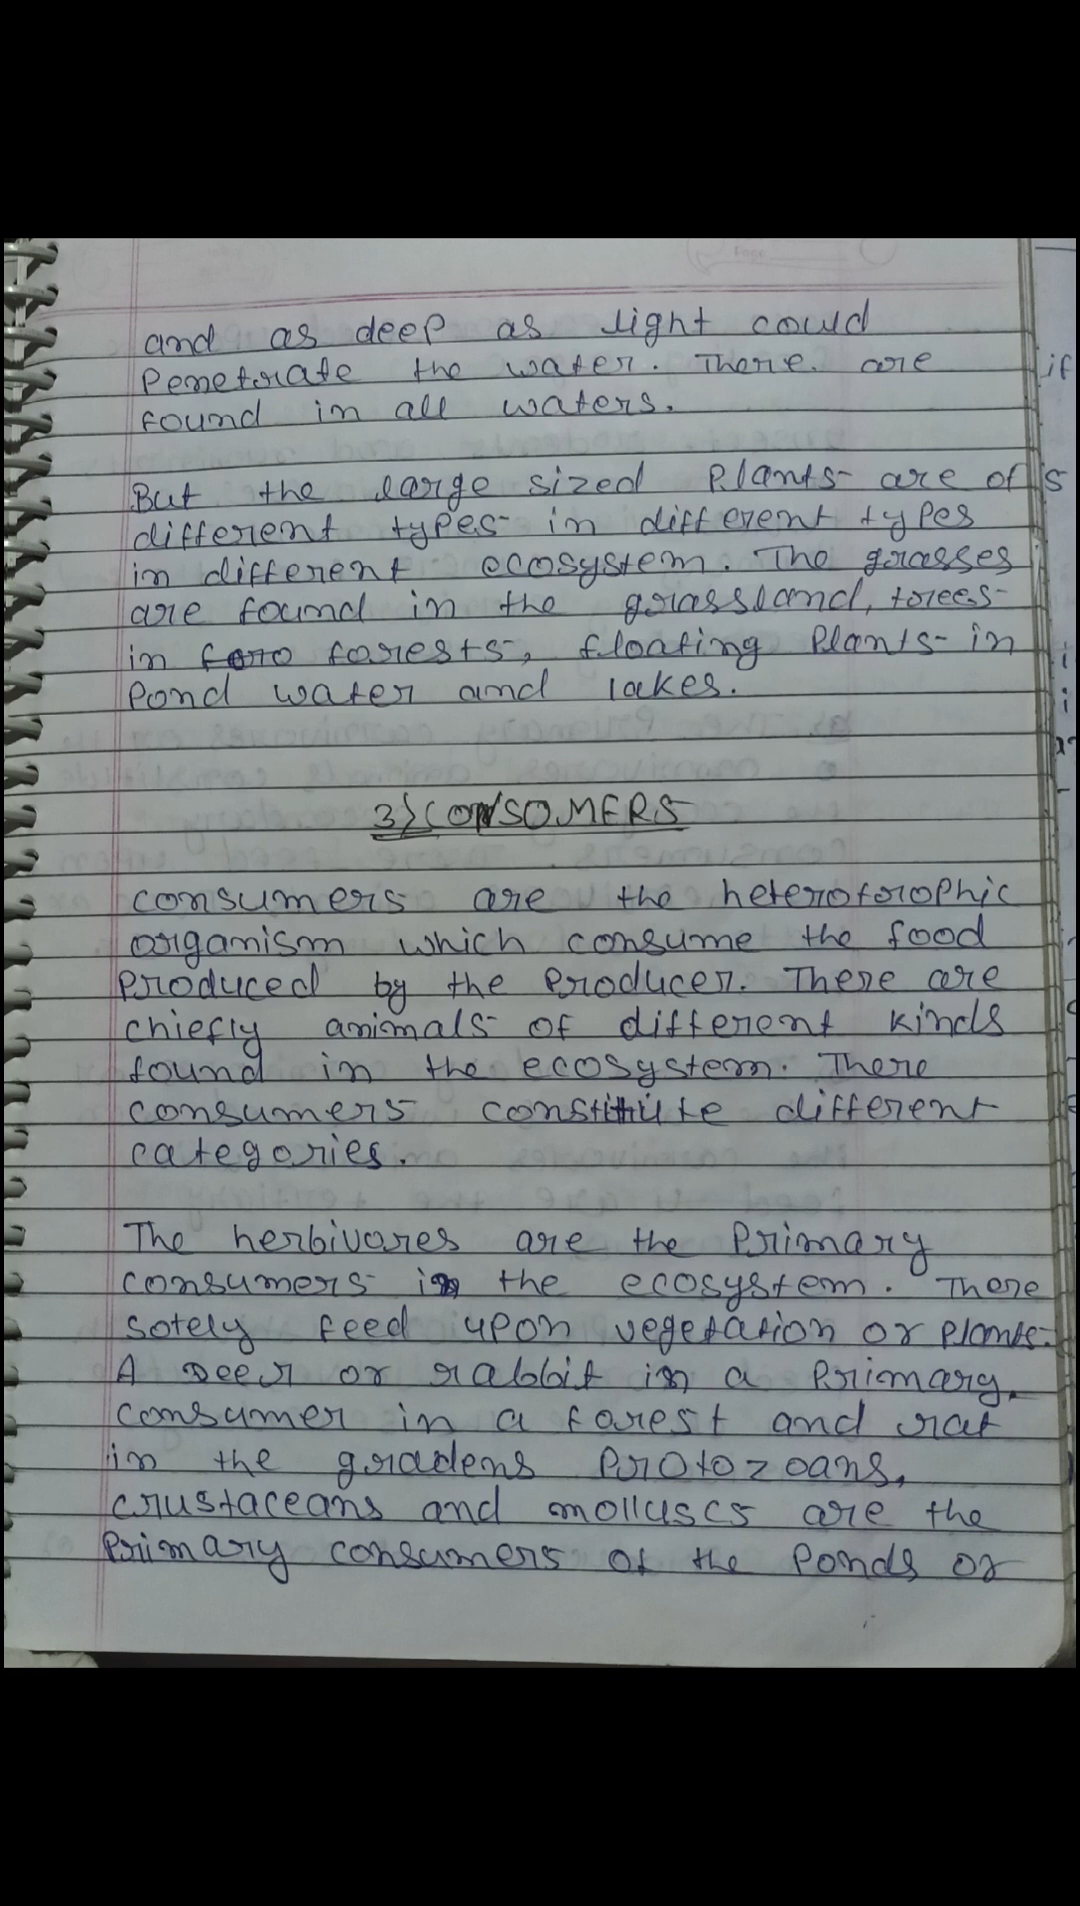 and as deep as light could
Penetrate the water. There are
found in all waters.
But the large sized Plants are of
different types in different types
in different ecosystem. The grasses
are found in the grassland, trees
in foro forests, floating Plants in
Pond water and lakes.
3) CONSOMERS
consumers are the heterotrophic
organism which consume the food
Produced by the Producer. There are
chiefly animals of different kinds
found in the ecosystem. There
consumers constitute different
categories.
The herbivores are the Primary
consumers in the ecosystem. There
sotely feed upon vegetation or plants.
A Deer or rabbit in a Primary
consumer in a forest and rat
in the gradens Protozoans,
crustaceans and molluscs are the
Primary consumers of the Ponds or